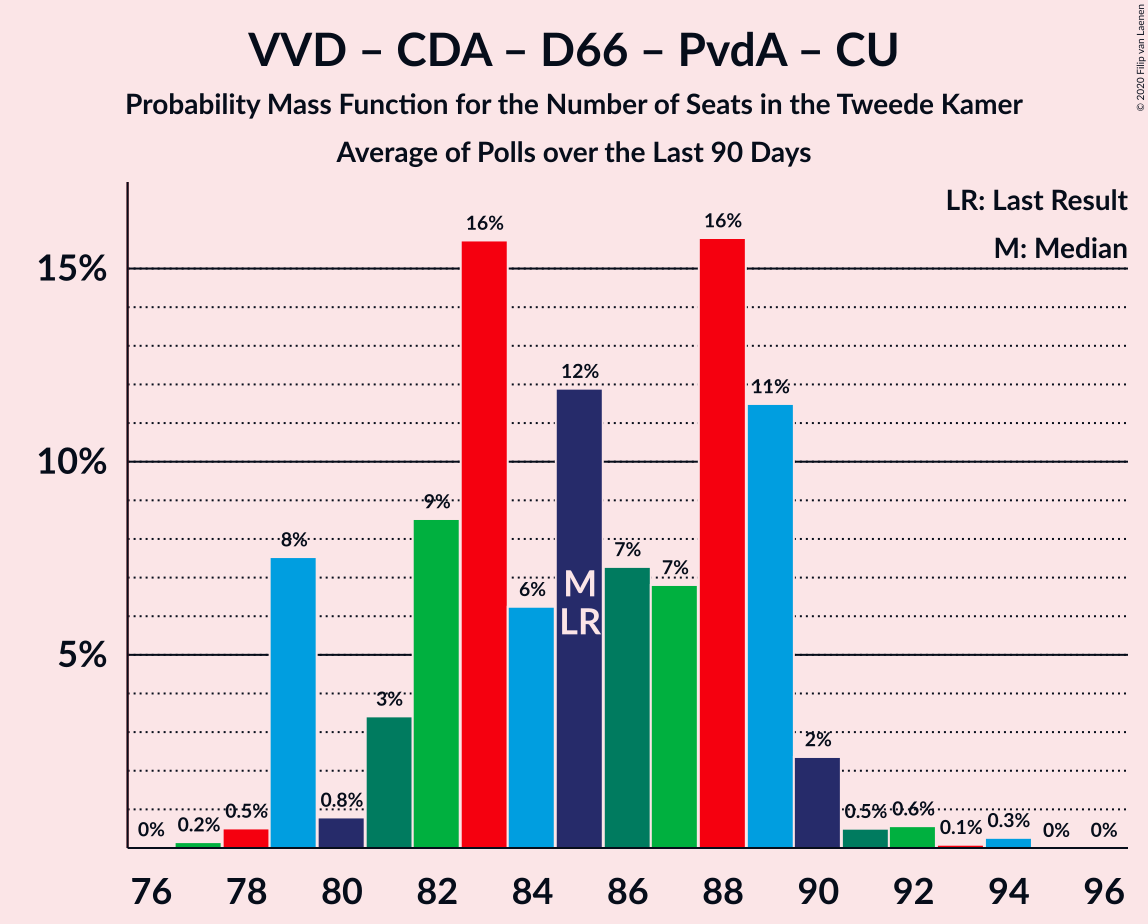 VVD – CDA – D66 – PvdA – CU
Probability Mass Function for the Number of Seats in the Tweede Kamer
Average of Polls over the Last 90 Days
© 2020 Filip van Laenen
LR: Last Result
M: Median
15%
10%
5%
0%
0.2%
0.5%
8%
0.8%
3%
9%
16%
6%
12%
7%
7%
16%
11%
2%
0.5%
0.6%
0.1%
0.3%
0%
0%
M
LR
76 78 80 82 84 86 88 90 92 94 96